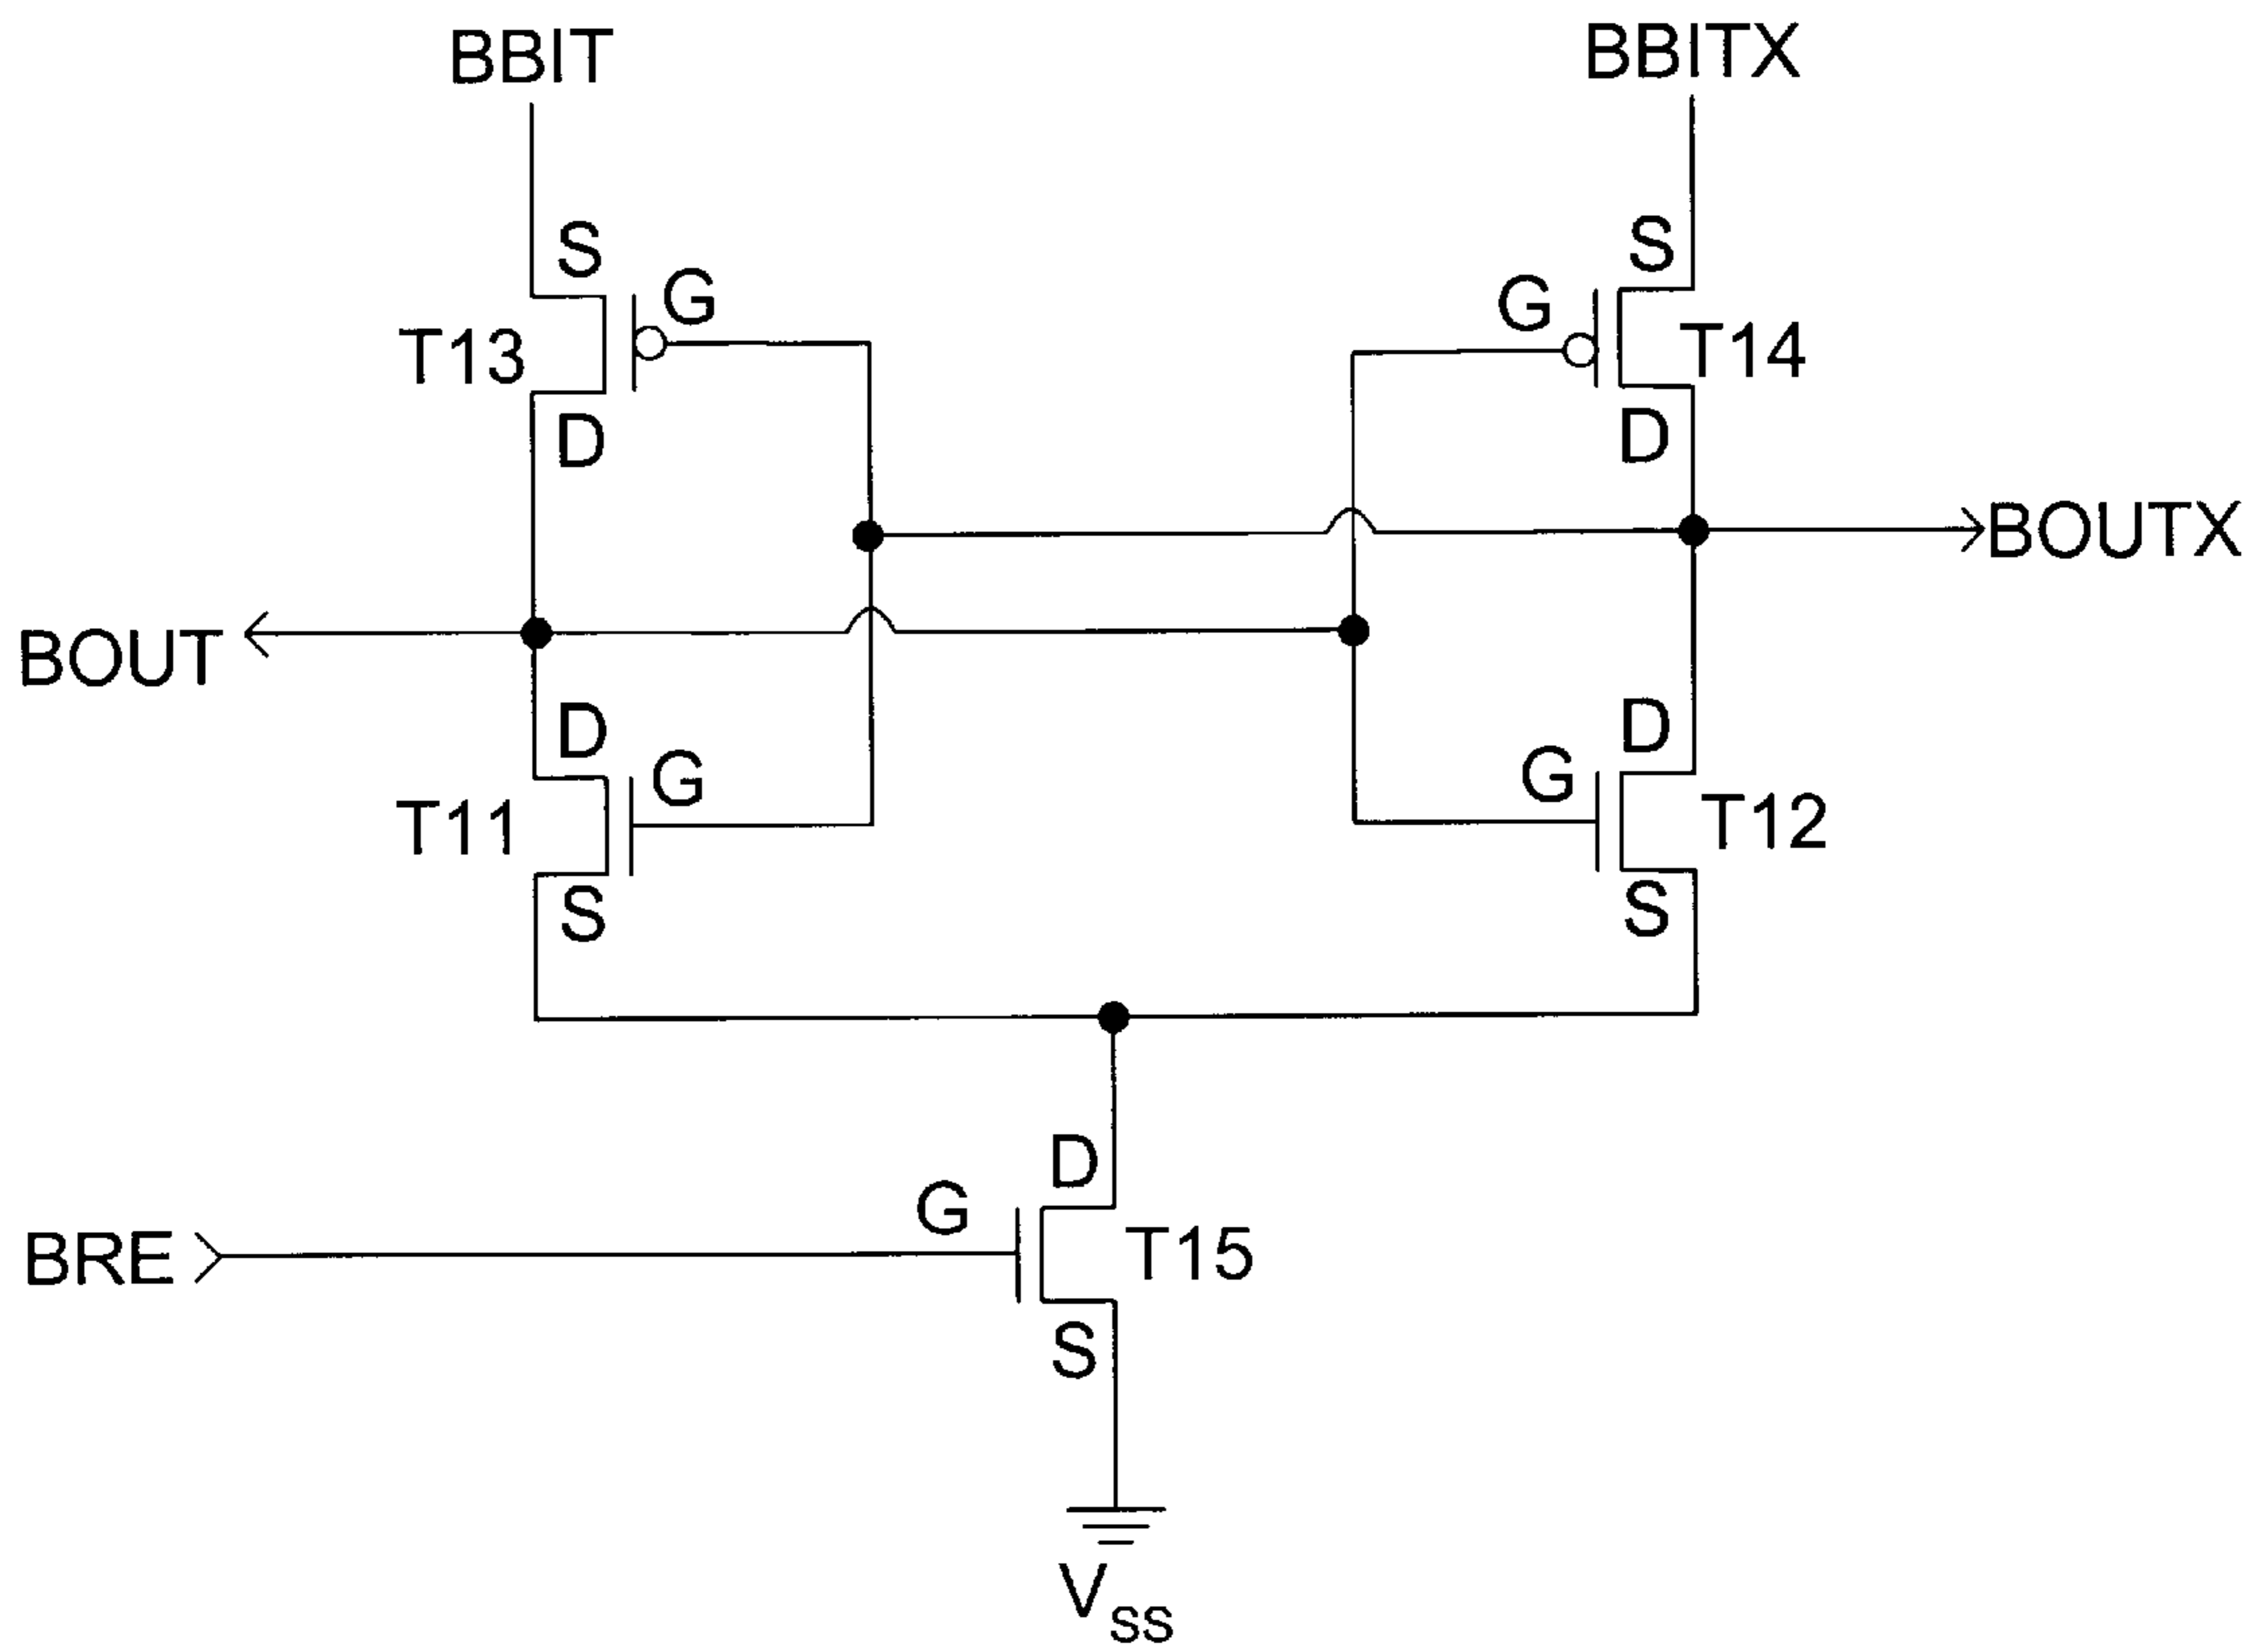 BBIT BBITX
S S
G G
T13 T14
D D
BOUTX
BOUT
D D
G G
T11 T12
S S
D
G
BRE T15
S
VSS